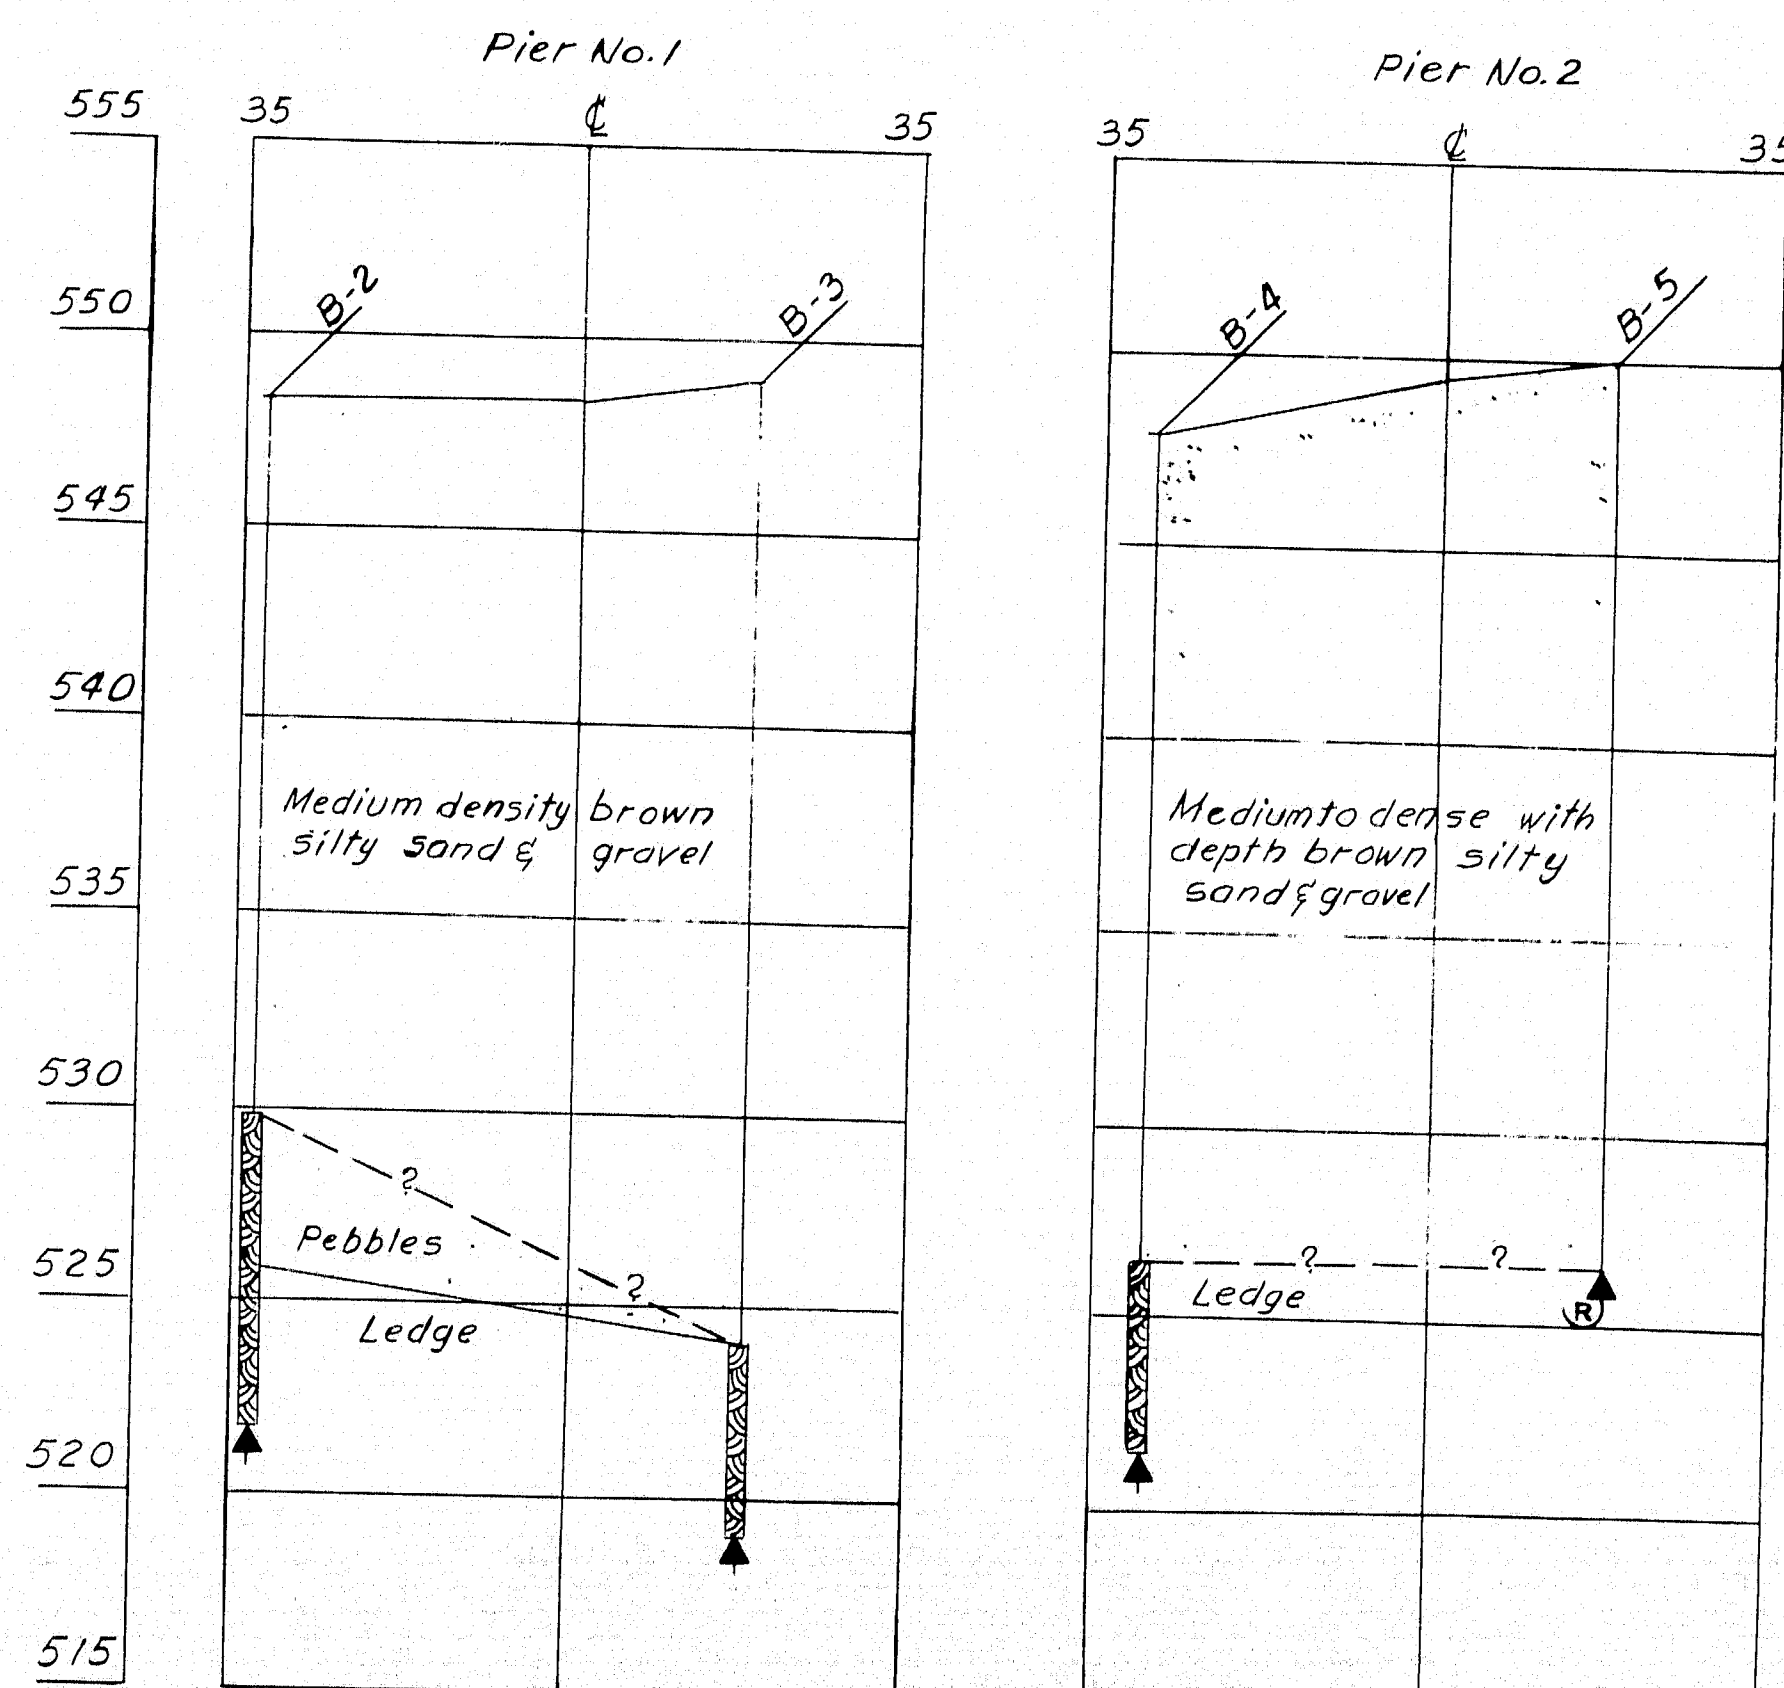 Pier No. 1
Pier No. 2
555
35
℄
35
35
℄
35
550
B-2
B-3
B-4
B-5
545
540
Medium density brown
silty sand & gravel
Medium to dense with
depth brown silty
sand & gravel
535
530
?
Pebbles
525
?
Ledge
?
?
Ledge
R
520
515